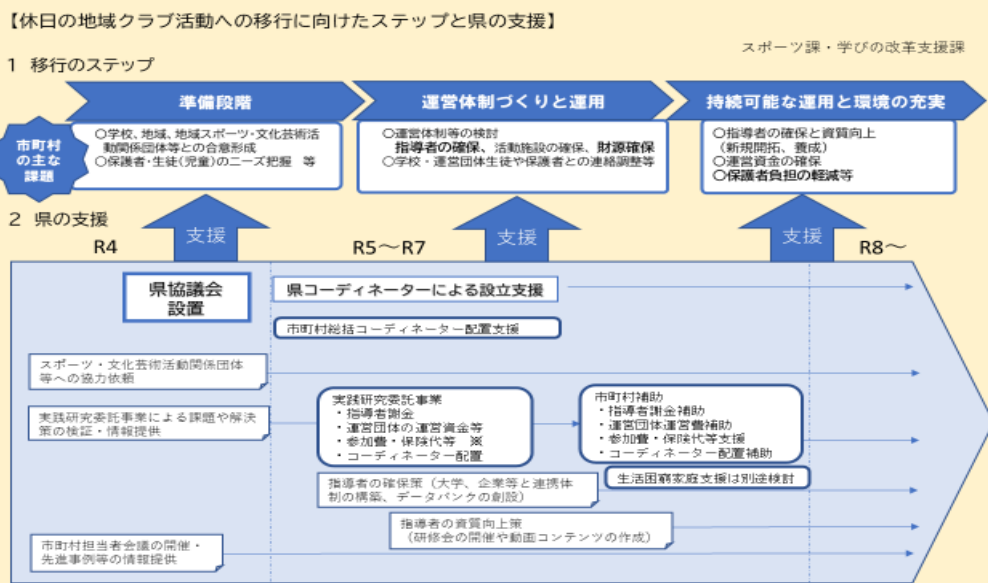 【休日の地域クラブ活動への移行に向けたステップと県の支援】
スポーツ課・学びの改革支援課
1 移行のステップ
準備段階
運営体制づくりと運用
持続可能な運用と環境の充実
市町村
の主な
課題
○学校、地域、地域スポーツ・文化芸術活
動関係団体等との合意形成
○保護者・生徒(児童)のニーズ把握 等
○運営体制等の検討
指導者の確保、活動施設の確保、財源確保
○学校・運営団体生徒や保護者との連絡調整等
○指導者の確保と資質向上
（新規開拓、養成）
○運営資金の確保
○保護者負担の軽減等
2 県の支援
支援
支援
支援
R4
R5～R7
R8～
県協議会
設置
県コーディネーターによる設立支援
市町村総括コーディネーター配置支援
スポーツ・文化芸術活動関係団体
等への協力依頼
実践研究委託事業による課題や解決
策の検証・情報提供
実践研究委託事業
・指導者謝金
・運営団体の運営資金等
・参加費・保険代等 ※
・コーディネーター配置
市町村補助
・指導者謝金補助
・運営団体運営費補助
・参加費・保険代等支援
・コーディネーター配置補助
生活困窮家庭支援は別途検討
指導者の確保策（大学、企業等と連携体
制の構築、データバンクの創設）
指導者の資質向上策
（研修会の開催や動画コンテンツの作成）
市町村担当者会議の開催・
先進事例等の情報提供